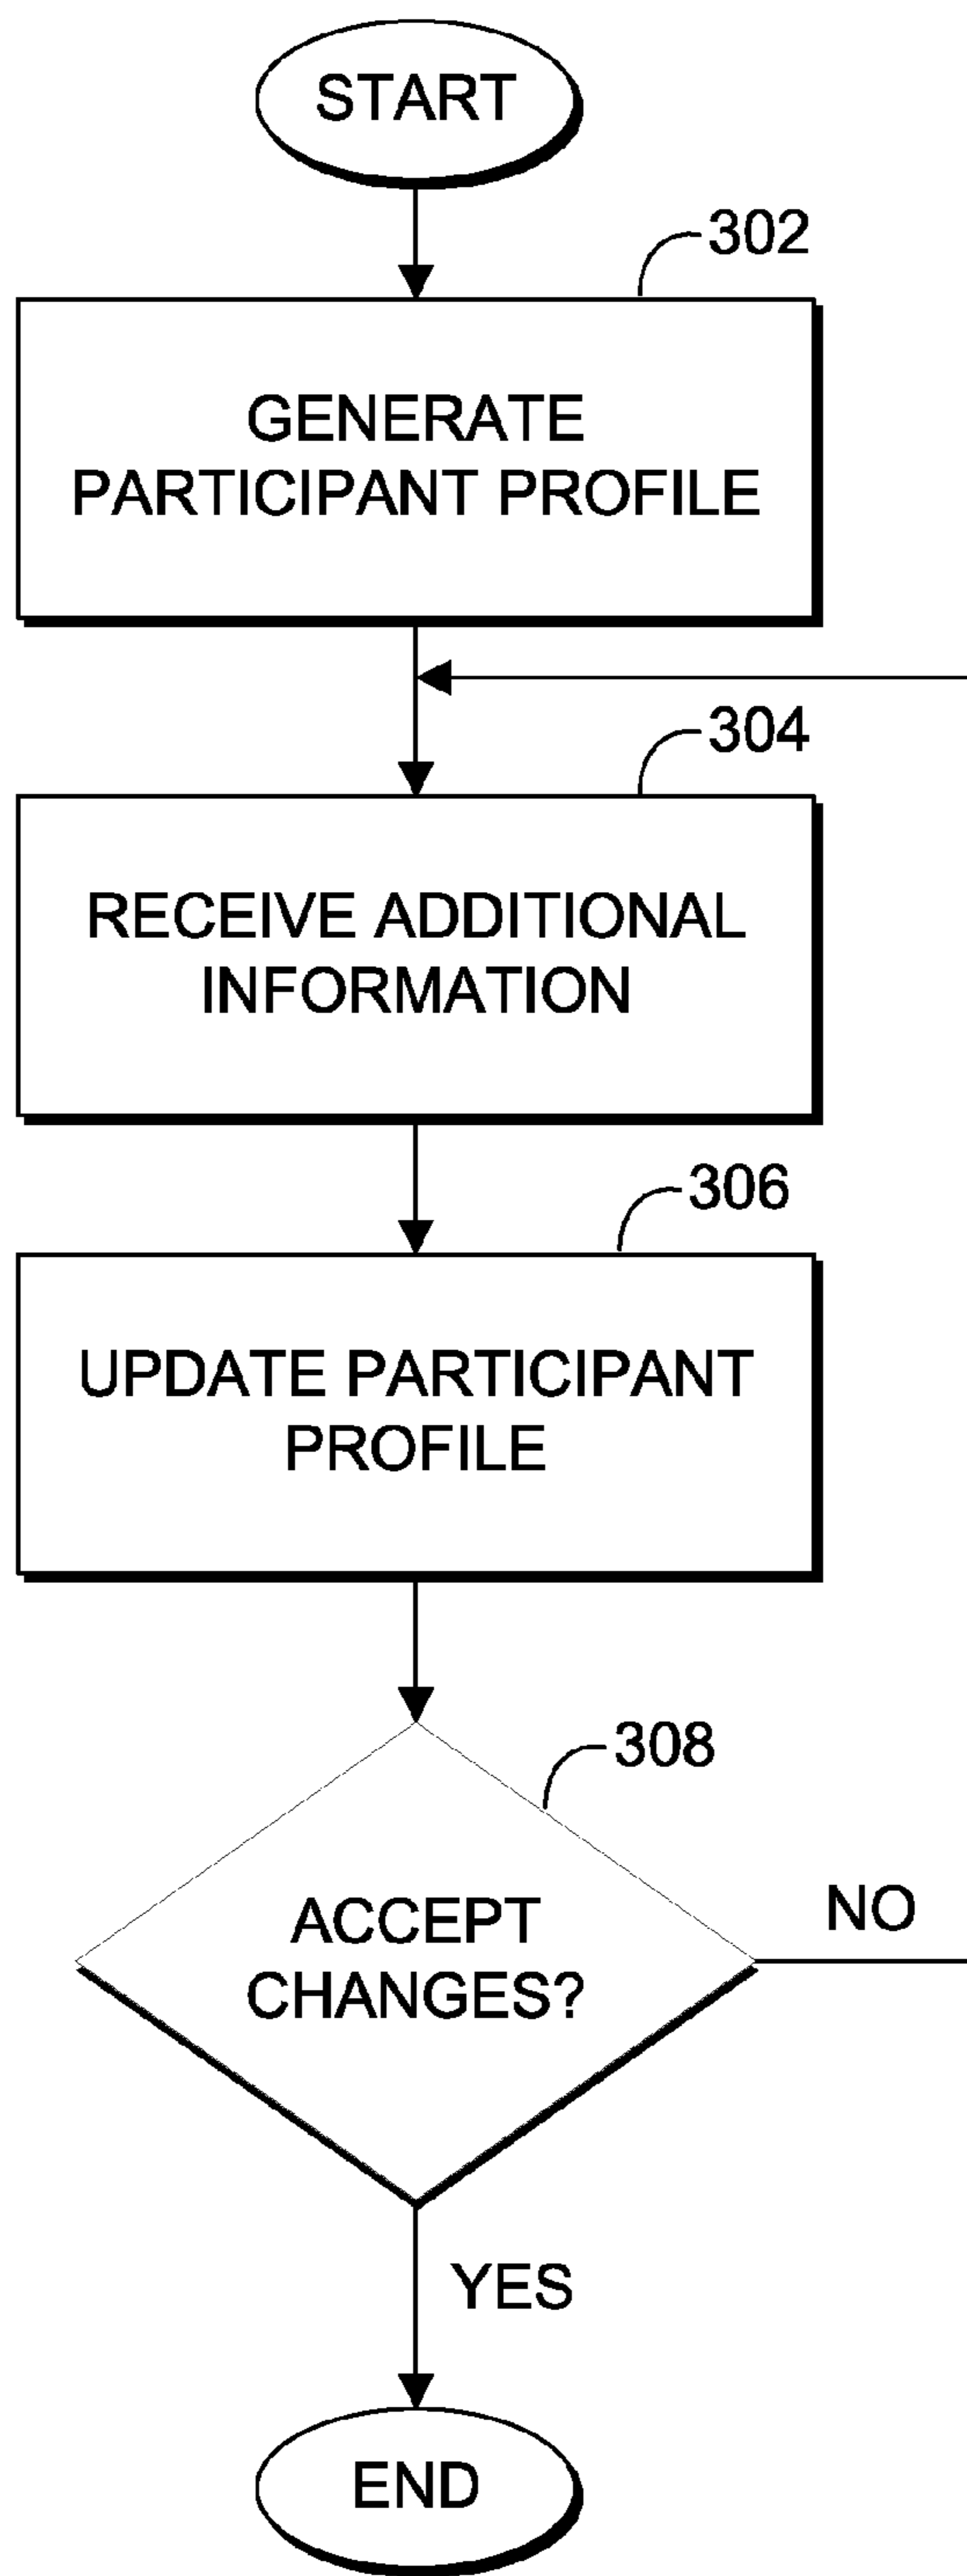 START
302
GENERATE
PARTICIPANT PROFILE
304
RECEIVE ADDITIONAL
INFORMATION
306
UPDATE PARTICIPANT
PROFILE
308
ACCEPT
CHANGES?
NO
YES
END